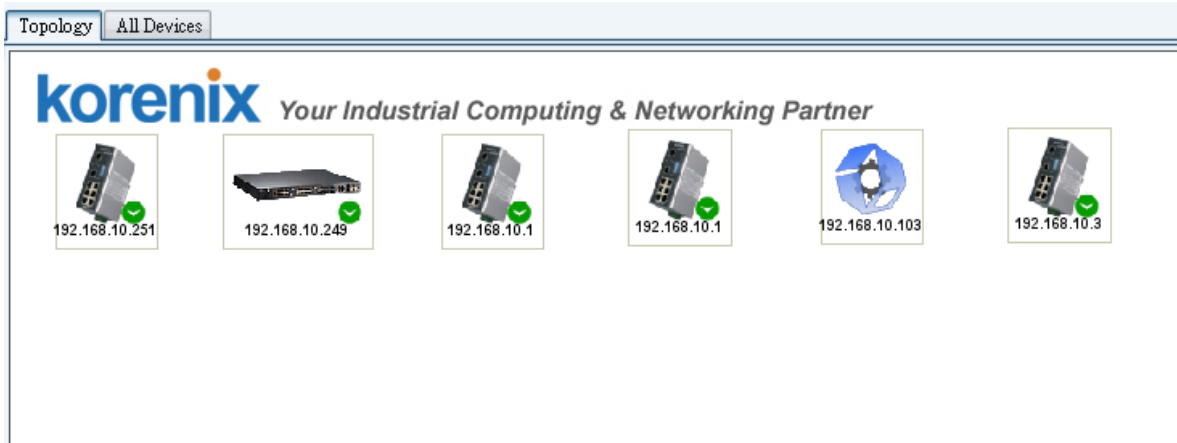 Topology All Devices
korenix Your Industrial Computing & Networking Partner
192.168.10.251 192.168.10.249 192.168.10.1 192.168.10.1 192.168.10.103 192.168.10.3